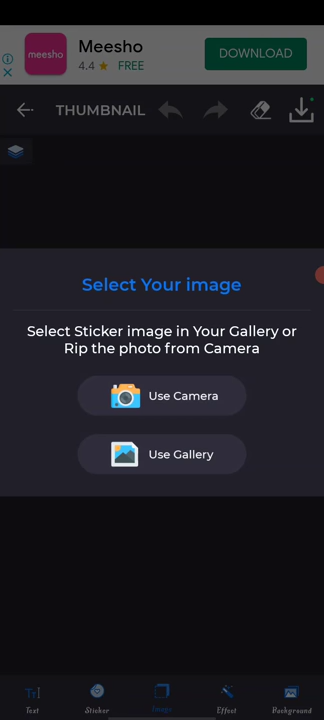 meesho
Meesho
4.4 ★ FREE
DOWNLOAD
THUMBNAIL
Select Your image
Select Sticker image in Your Gallery or
Rip the photo from Camera
Use Camera
Use Gallery
Text Sticker Image Effect Background